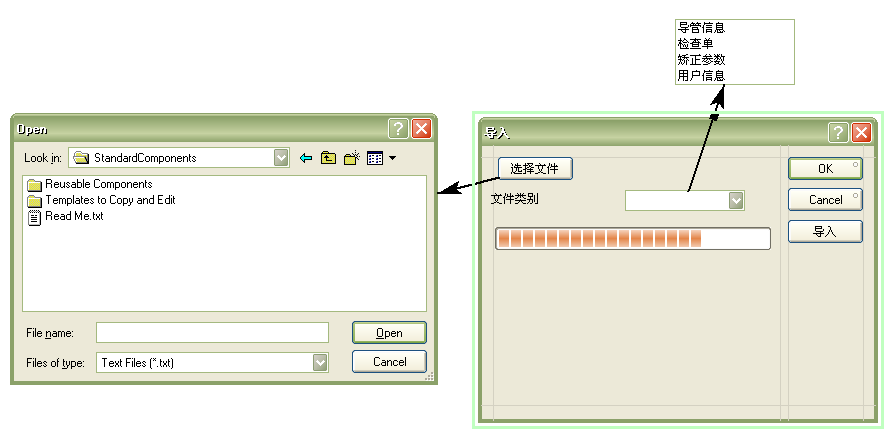 导管信息
检查单
矫正参数
用户信息
Open
Look in:
StandardComponents
Reusable Components
Templates to Copy and Edit
Read Me.txt
File name:
Open
Files of type:
Text Files (*.txt)
Cancel
导入
选择文件
OK
文件类别
Cancel
导入